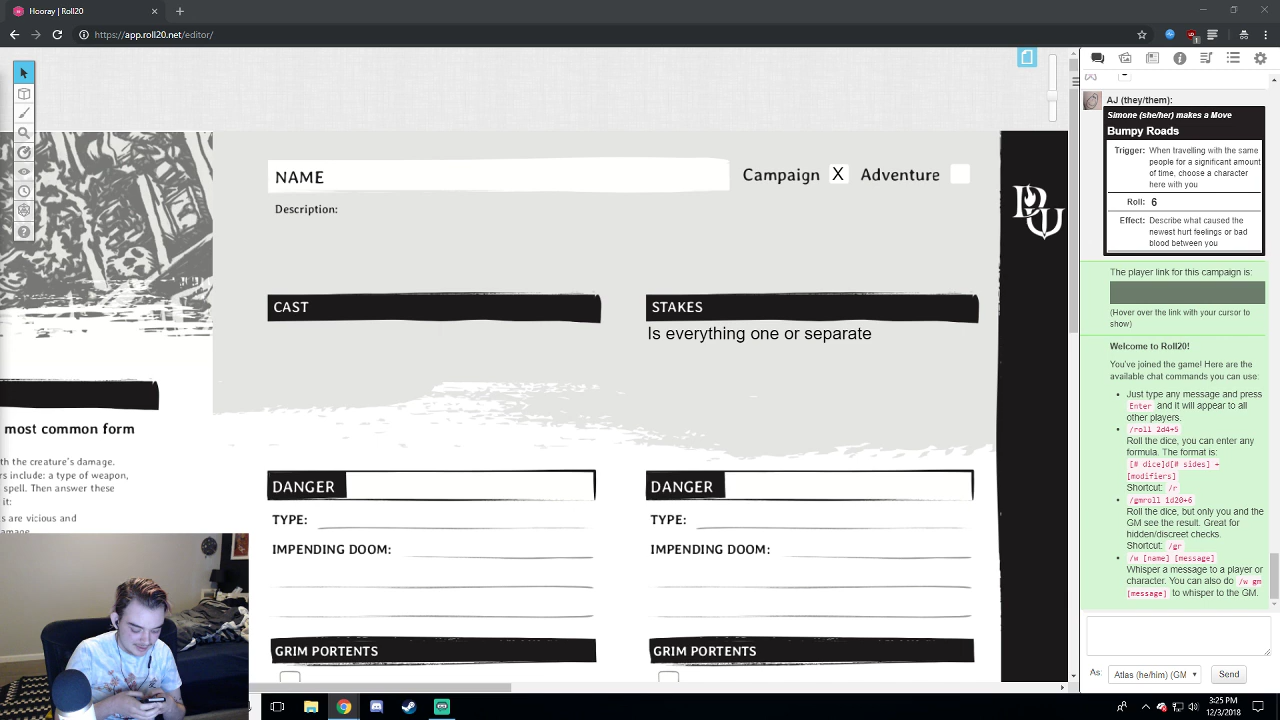 Hooray | Roll20
https://app.roll20.net/editor/
NAME
Campaign X Adventure
Description:
CAST
STAKES
Is everything one or separate
most common form
th the creature's damage.
rs include: a type of weapon,
spell. Then answer these
it:
s are vicious and
amage.
DANGER
TYPE:
IMPENDING DOOM:
GRIM PORTENTS
DANGER
TYPE:
IMPENDING DOOM:
GRIM PORTENTS
AJ (they/them):
Simone (she/her) makes a Move
Bumpy Roads
Trigger: When travelling with the same
people for a significant amount
of time, choose a character
here with you
Roll: 6
Effect: Describe what caused the
newest hurt feelings or bad
blood between you
The player link for this campaign is:
(Hover over the link with your cursor to
show)
Welcome to Roll20!
You've joined the game! Here are the
available chat commands you can use:
Just type any message and press
Enter and it will appear to all
other players.
/roll 2d4+5
Roll the dice, you can enter any
formula. The format is:
[# dice]d[# sides] +
[modifiers]
Shortcut: /r
/gmroll 1d20+6
Roll the dice, but only you and the
GM see the result. Great for
hidden/discreet checks.
Shortcut: /gr
/w [name] [message]
Whisper a message to a player or
character. You can also do /w gm
[message] to whisper to the GM.
As: Atlas (he/him) (GM Send
3:25 PM
12/3/2018